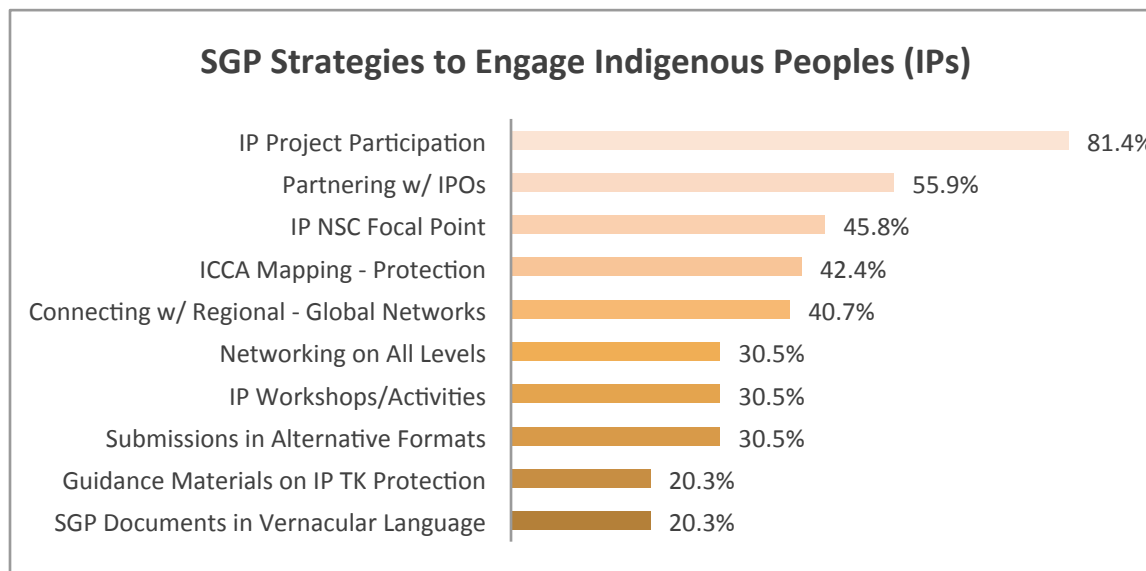 SGP Strategies to Engage Indigenous Peoples (IPs)
IP Project Participation 81.4%
Partnering w/ IPOs 55.9%
IP NSC Focal Point 45.8%
ICCA Mapping - Protection 42.4%
Connecting w/ Regional - Global Networks 40.7%
Networking on All Levels 30.5%
IP Workshops/Activities 30.5%
Submissions in Alternative Formats 30.5%
Guidance Materials on IP TK Protection 20.3%
SGP Documents in Vernacular Language 20.3%